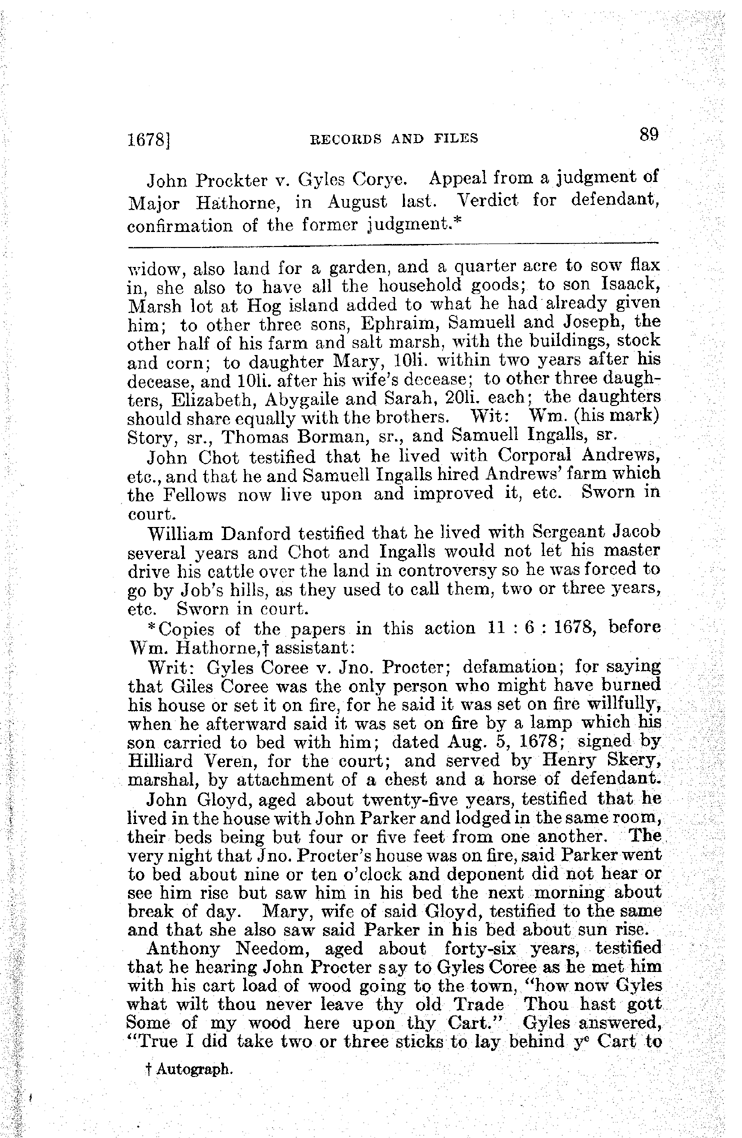 1678] RECORDS AND FILES 89
John Prockter v. Gyles Corye. Appeal from a judgment of
Major Hathorne, in August last. Verdict for defendant,
confirmation of the former judgment.*
widow, also land for a garden, and a quarter acre to sow flax
in, she also to have all the household goods; to son Isaack,
Marsh lot at Hog island added to what he had already given
him; to other three sons, Ephraim, Samuell and Joseph, the
other half of his farm and salt marsh, with the buildings, stock
and corn; to daughter Mary, 10li. within two years after his
decease, and 10li. after his wife's decease; to other three daugh-
ters, Elizabeth, Abygaile and Sarah, 20li. each; the daughters
should share equally with the brothers. Wit: Wm. (his mark)
Story, sr., Thomas Borman, sr., and Samuell Ingalls, sr.
John Chot testified that he lived with Corporal Andrews,
etc., and that he and Samuell Ingalls hired Andrews' farm which
the Fellows now live upon and improved it, etc. Sworn in
court.
William Danford testified that he lived with Sergeant Jacob
several years and Chot and Ingalls would not let his master
drive his cattle over the land in controversy so he was forced to
go by Job's hills, as they used to call them, two or three years,
etc. Sworn in court.
*Copies of the papers in this action 11 : 6 : 1678, before
Wm. Hathorne,† assistant:
Writ: Gyles Coree v. Jno. Procter; defamation; for saying
that Giles Coree was the only person who might have burned
his house or set it on fire, for he said it was set on fire willfully,
when he afterward said it was set on fire by a lamp which his
son carried to bed with him; dated Aug. 5, 1678; signed by
Hilliard Veren, for the court; and served by Henry Skery,
marshal, by attachment of a chest and a horse of defendant.
John Gloyd, aged about twenty-five years, testified that he
lived in the house with John Parker and lodged in the same room,
their beds being but four or five feet from one another. The
very night that Jno. Procter's house was on fire, said Parker went
to bed about nine or ten o'clock and deponent did not hear or
see him rise but saw him in his bed the next morning about
break of day. Mary, wife of said Gloyd, testified to the same
and that she also saw said Parker in his bed about sun rise.
Anthony Needom, aged about forty-six years, testified
that he hearing John Procter say to Gyles Coree as he met him
with his cart load of wood going to the town, "how now Gyles
what wilt thou never leave thy old Trade Thou hast gott
Some of my wood here upon thy Cart." Gyles answered,
"True I did take two or three sticks to lay behind yᵉ Cart to
† Autograph.